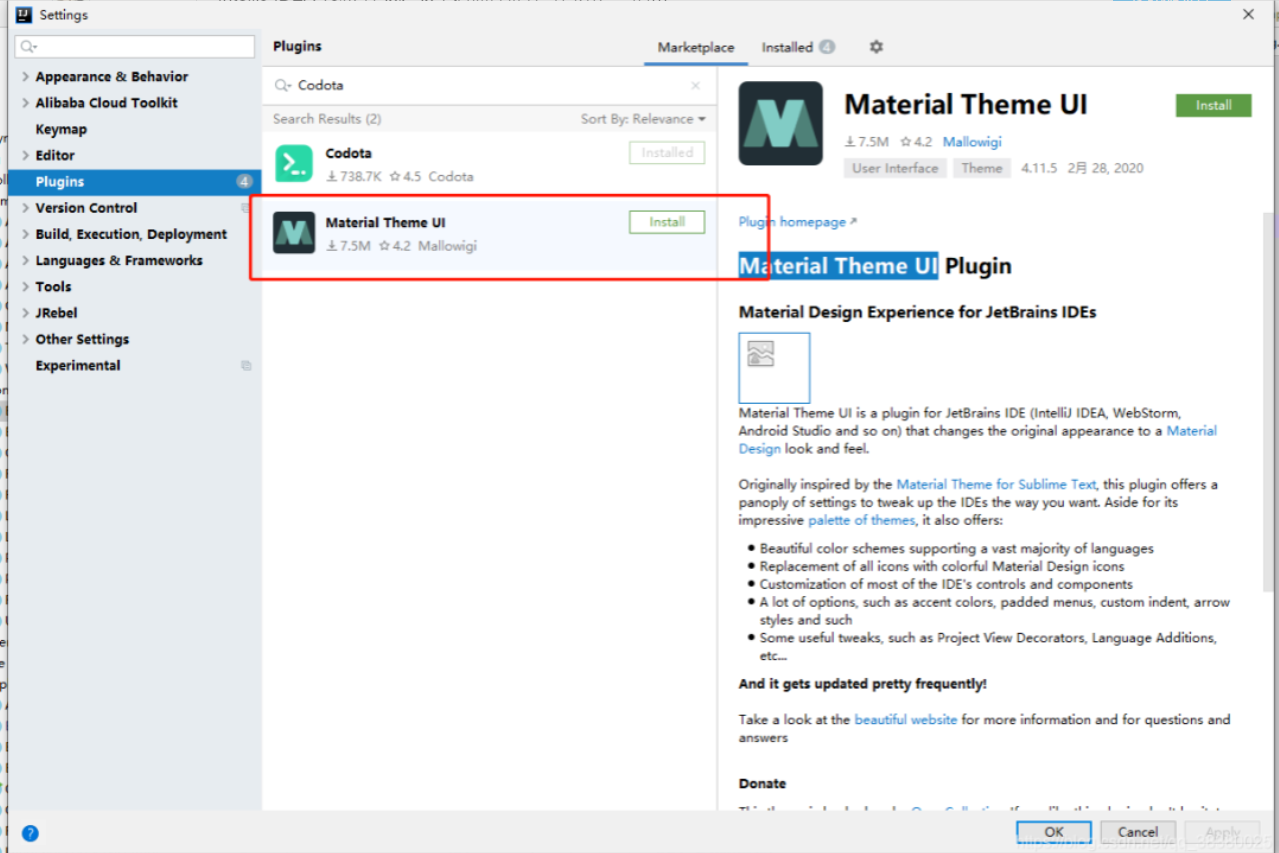 Settings
Plugins
Marketplace
Installed 4
Appearance & Behavior
Alibaba Cloud Toolkit
Keymap
Editor
Plugins 4
Version Control
Build, Execution, Deployment
Languages & Frameworks
Tools
JRebel
Other Settings
Experimental
Codota
Search Results (2)
Sort By: Relevance
Codota
738.7K 4.5 Codota
Installed
Material Theme UI
7.5M 4.2 Mallowigi
Install
Material Theme UI
Install
7.5M 4.2 Mallowigi
User Interface Theme 4.11.5 2月 28, 2020
Plugin homepage
Material Theme UI Plugin
Material Design Experience for JetBrains IDEs
Material Theme UI is a plugin for JetBrains IDE (IntelliJ IDEA, WebStorm,
Android Studio and so on) that changes the original appearance to a Material
Design look and feel.
Originally inspired by the Material Theme for Sublime Text, this plugin offers a
panoply of settings to tweak up the IDEs the way you want. Aside for its
impressive palette of themes, it also offers:
Beautiful color schemes supporting a vast majority of languages
Replacement of all icons with colorful Material Design icons
Customization of most of the IDE's controls and components
A lot of options, such as accent colors, padded menus, custom indent, arrow
styles and such
Some useful tweaks, such as Project View Decorators, Language Additions,
etc...
And it gets updated pretty frequently!
Take a look at the beautiful website for more information and for questions and
answers
Donate
?
OK
Cancel
Apply